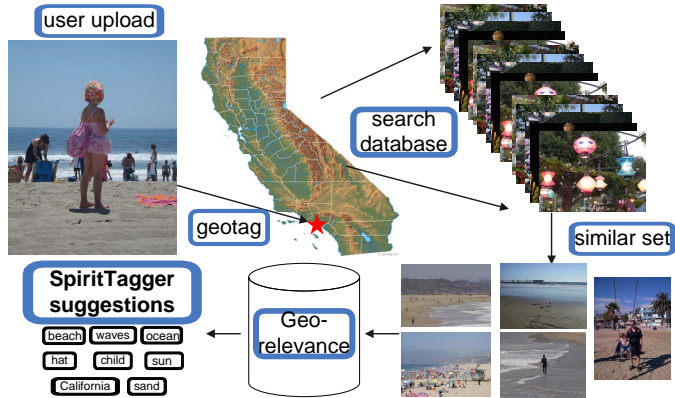 user upload
search
database
geotag
similar set
SpiritTagger
suggestions
Geo-
relevance
beach waves ocean
hat child sun
California sand